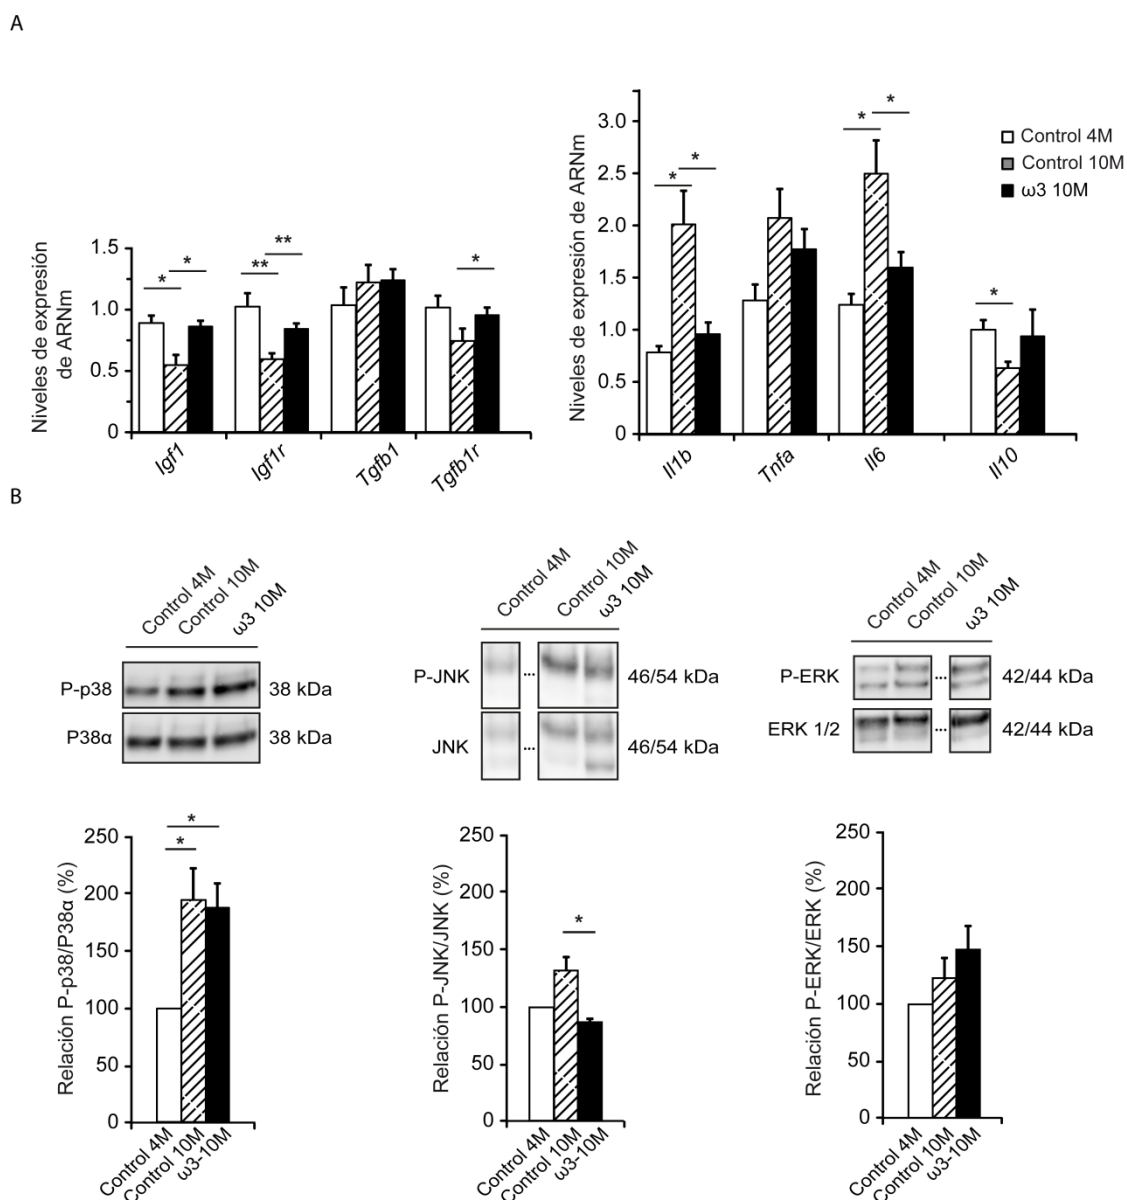 A
Niveles de expresión
de ARNm
1.5
1.0
0.5
0
* * ** ** *
Igf1 Igf1r Tgfb1 Tgfb1r
Niveles de expresión de ARNm
3.0
2.5
2.0
1.5
1.0
0.5
0
* * * * *
Il1b Tnfa Il6 Il10
Control 4M
Control 10M
ω3 10M
B
Control 4M Control 10M ω3 10M
P-p38 38 kDa
P38α 38 kDa
Control 4M Control 10M ω3 10M
P-JNK ... 46/54 kDa
JNK ... 46/54 kDa
Control 4M Control 10M ω3 10M
P-ERK ... 42/44 kDa
ERK 1/2 ... 42/44 kDa
Relación P-p38/P38α (%)
250
200
150
100
50
0
*
*
Control 4M Control 10M ω3-10M
Relación P-JNK/JNK (%)
250
200
150
100
50
0
*
Control 4M Control 10M ω3-10M
Relación P-ERK/ERK (%)
250
200
150
100
50
0
Control 4M Control 10M ω3-10M